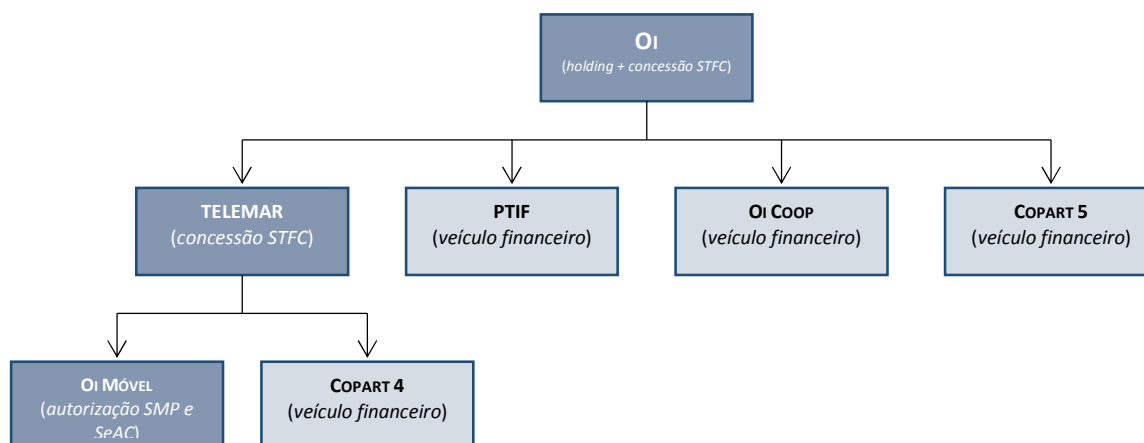 OI
(holding + concessão STFC)
TELEMAR
(concessão STFC)
PTIF
(veículo financeiro)
OI COOP
(veículo financeiro)
COPART 5
(veículo financeiro)
OI MÓVEL
(autorização SMP e
SeAC)
COPART 4
(veículo financeiro)